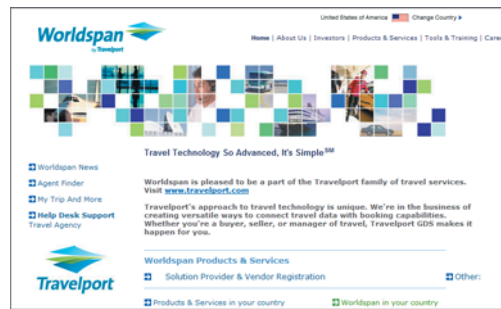 United States of America Change Country
Worldspan
by Travelport
Home | About Us | Investors | Products & Services | Tools & Training | Care
Travel Technology So Advanced, It's Simple SM
Worldspan News
Agent Finder
My Trip And More
Help Desk Support
Travel Agency
Worldspan is pleased to be a part of the Travelport family of travel services.
Visit www.travelport.com
Travelport's approach to travel technology is unique. We're in the business of
creating versatile ways to connect travel data with booking capabilities.
Whether you're a buyer, seller, or manager of travel, Travelport GDS makes it
happen for you.
Travelport
Worldspan Products & Services
Solution Provider & Vendor Registration Other:
Products & Services in your country Worldspan in your country